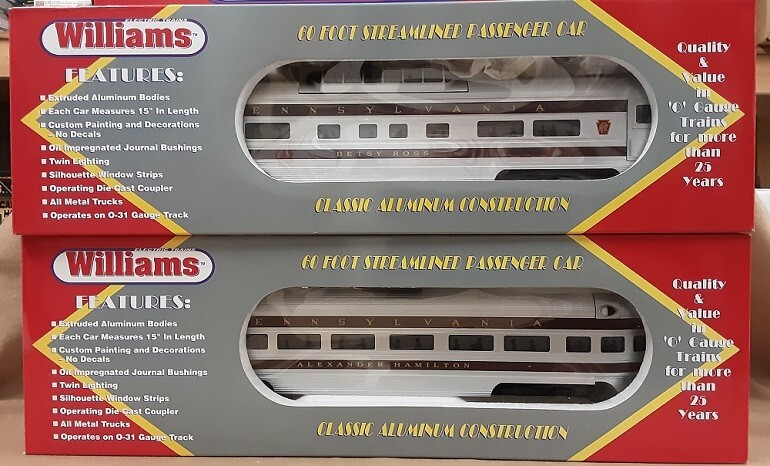 ELECTRIC TRAINS
Williams
60 FOOT STREAMLINED PASSENGER CAR
FEATURES:
Extruded Aluminum Bodies
Each Car Measures 15" In Length
Custom Painting and Decorations
–No Decals
Oil Impregnated Journal Bushings
Twin Lighting
Silhouette Window Strips
Operating Die Cast Coupler
All Metal Trucks
Operates on O-31 Gauge Track
ENNSYLVANIA
BETSY ROSS
CLASSIC ALUMINUM CONSTRUCTION
Quality
&
Value
in
'O' Gauge
Trains
for more
than
25
Years
ELECTRIC TRAINS
Williams
60 FOOT STREAMLINED PASSENGER CAR
FEATURES:
Extruded Aluminum Bodies
Each Car Measures 15" In Length
Custom Painting and Decorations
–No Decals
Oil Impregnated Journal Bushings
Twin Lighting
Silhouette Window Strips
Operating Die Cast Coupler
All Metal Trucks
Operates on O-31 Gauge Track
ENNSYLVANIA
ALEXANDER HAMILTON
CLASSIC ALUMINUM CONSTRUCTION
Quality
&
Value
in
'O' Gauge
Trains
for more
than
25
Years